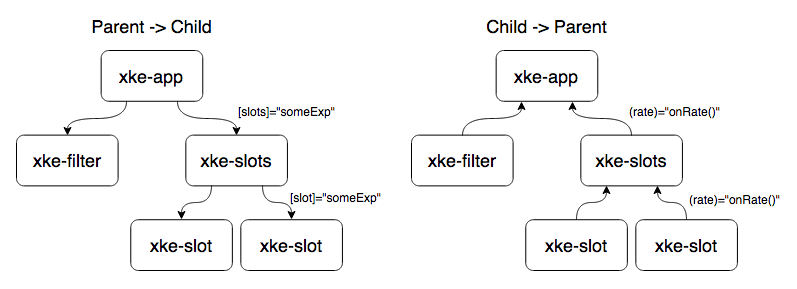 Parent -> Child
xke-app
[slots]="someExp"
xke-filter
xke-slots
[slot]="someExp"
xke-slot
xke-slot
Child -> Parent
xke-app
(rate)="onRate()"
xke-filter
xke-slots
(rate)="onRate()"
xke-slot
xke-slot